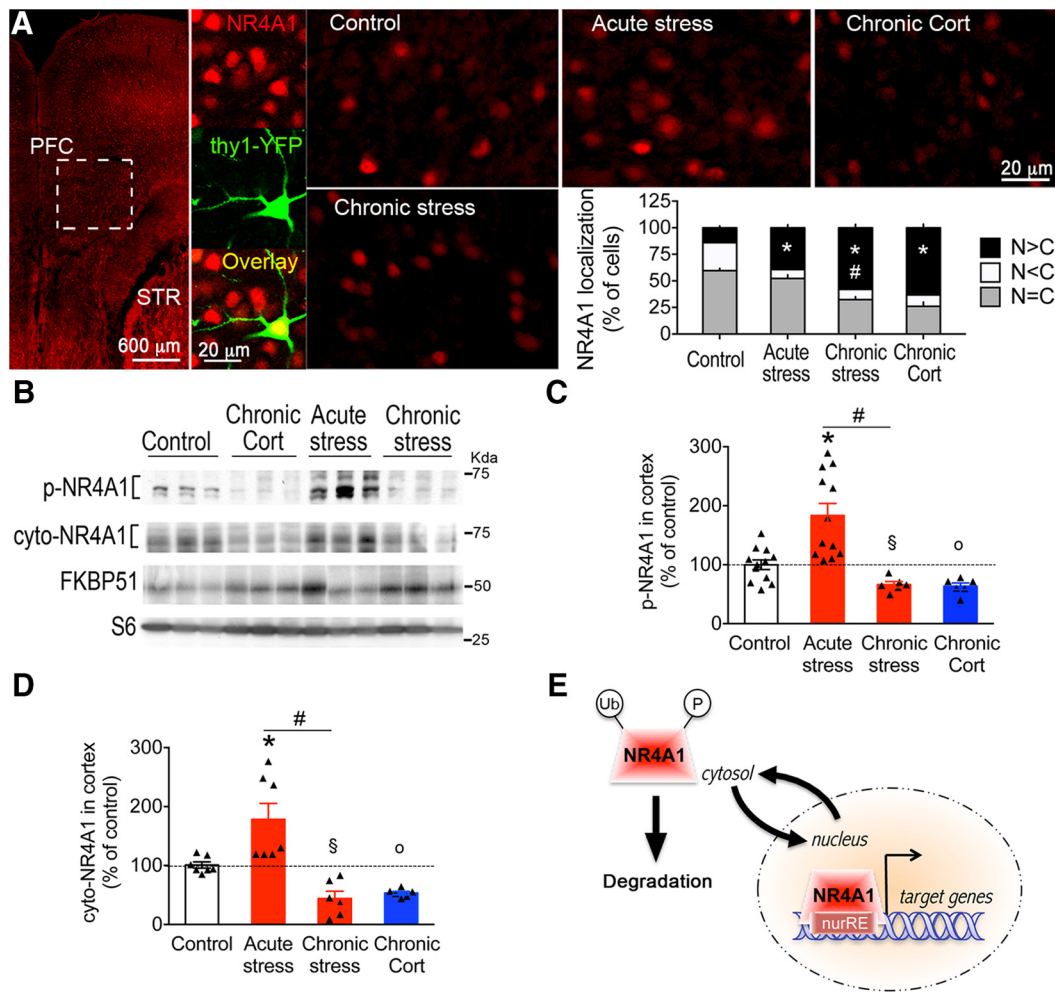 A
PFC
STR
600 μm
NR4A1
thy1-YFP
Overlay
20 μm
Control
Acute stress
Chronic Cort
20 μm
Chronic stress
NR4A1 localization
(% of cells)
125
100
75
50
25
0
*
*
#
*
N>C
N<C
N=C
Control
Acute
stress
Chronic
stress
Chronic
Cort
B
Control
Chronic
Cort
Acute
stress
Chronic
stress
Kda
p-NR4A1
75
cyto-NR4A1
75
FKBP51
50
S6
25
C
p-NR4A1 in cortex
(% of control)
300
200
100
0
#
*
§
o
Control
Acute
stress
Chronic
stress
Chronic
Cort
D
cyto-NR4A1 in cortex
(% of control)
300
200
100
0
#
*
§
o
Control
Acute
stress
Chronic
stress
Chronic
Cort
E
Ub
P
NR4A1
cytosol
nucleus
Degradation
NR4A1
target genes
nurRE